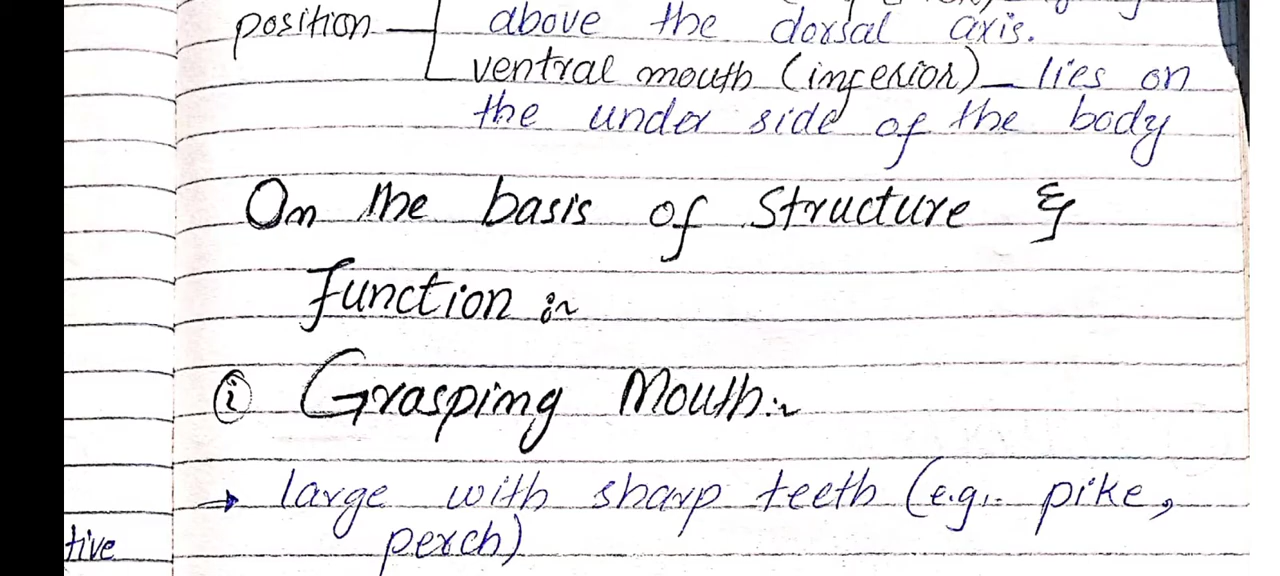 position above the dorsal axis.
ventral mouth (inferior) _ lies on
the under side of the body
On the basis of Structure &
function :~
(i) Grasping Mouth:~
→ large with sharp teeth (e.g:- pike,
tive perch)